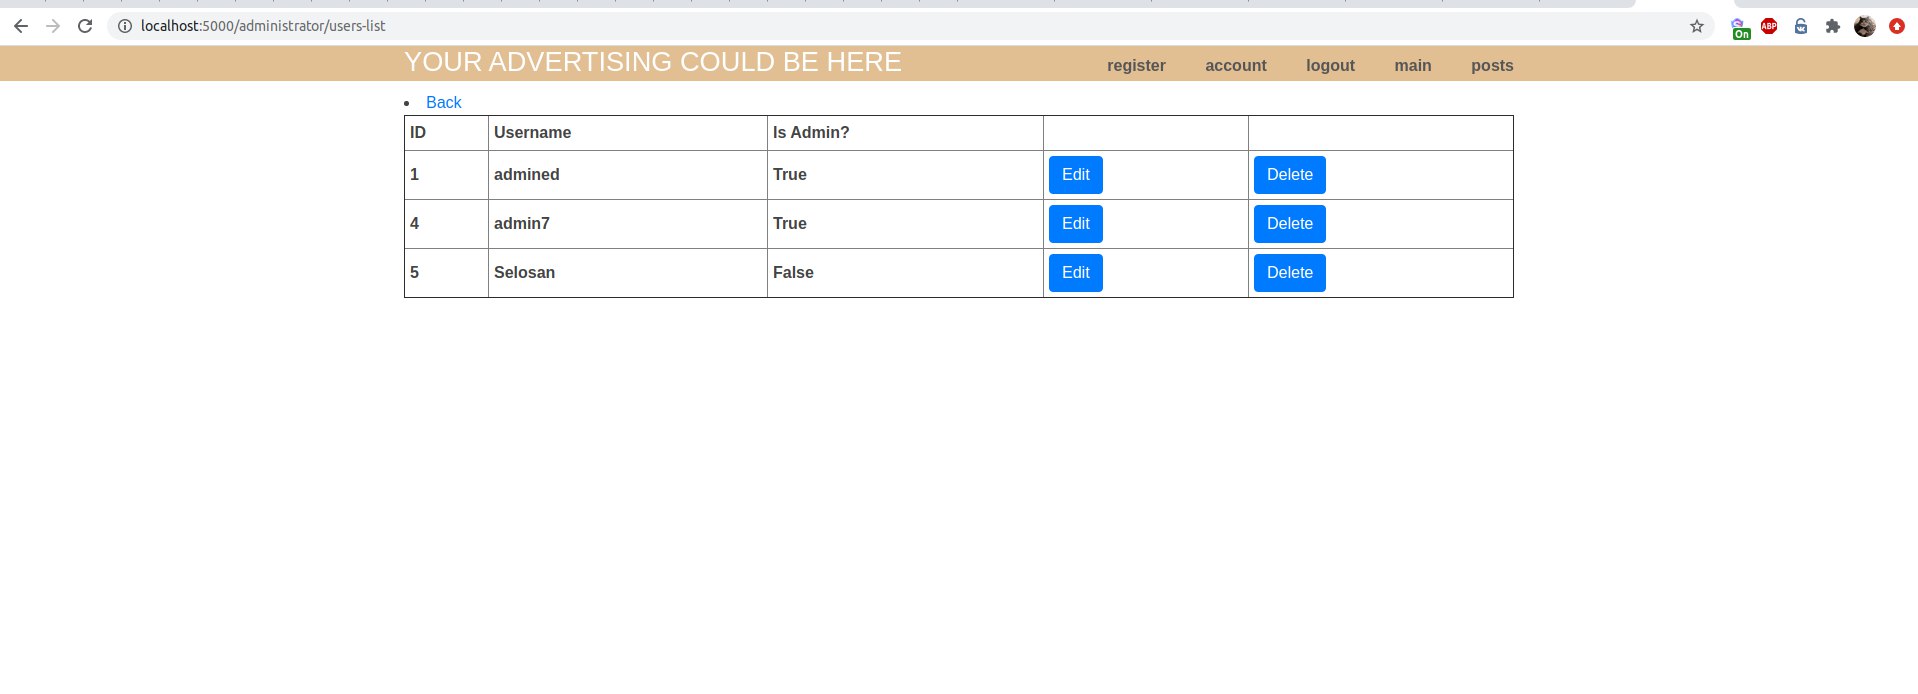 localhost:5000/administrator/users-list
On
ABP
YOUR ADVERTISING COULD BE HERE register account logout main posts
Back
ID Username Is Admin?
1 admined True Edit Delete
4 admin7 True Edit Delete
5 Selosan False Edit Delete